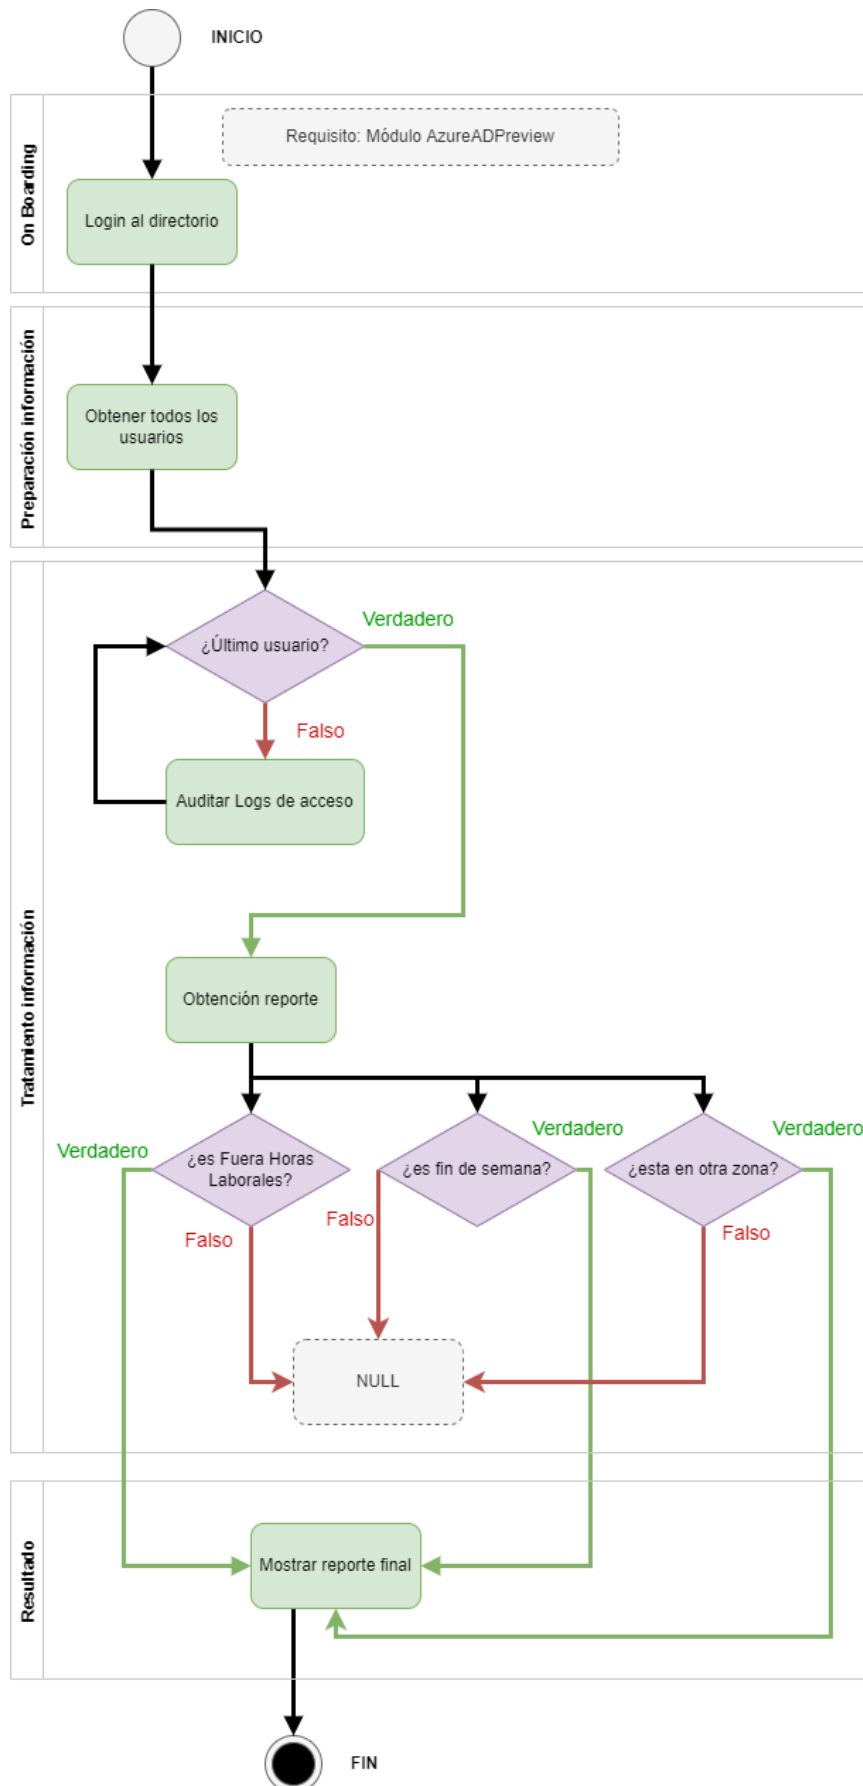 INICIO
On Boarding
Requisito: Módulo AzureADPreview
Login al directorio
Preparación información
Obtener todos los
usuarios
Tratamiento información
¿Último usuario?
Verdadero
Falso
Auditar Logs de acceso
Obtención reporte
Verdadero
¿es Fuera Horas
Laborales?
Falso
¿es fin de semana?
Verdadero
Falso
¿esta en otra zona?
Verdadero
Falso
NULL
Resultado
Mostrar reporte final
FIN